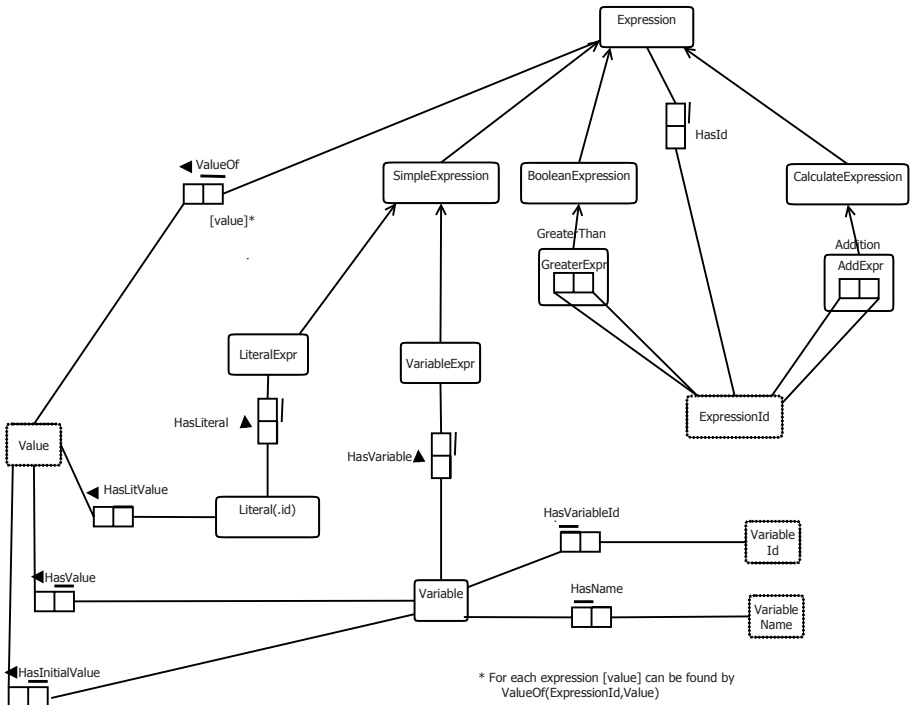 Expression
HasId
ValueOf
[value]*
SimpleExpression
BooleanExpression
CalculateExpression
GreaterThan
GreaterExpr
Addition
AddExpr
LiteralExpr
VariableExpr
ExpressionId
HasLiteral
HasVariable
Value
HasLitValue
Literal(.id)
HasVariableId
Variable
Id
HasValue
Variable
HasName
Variable
Name
HasInitialValue
* For each expression [value] can be found by
ValueOf(ExpressionId,Value)